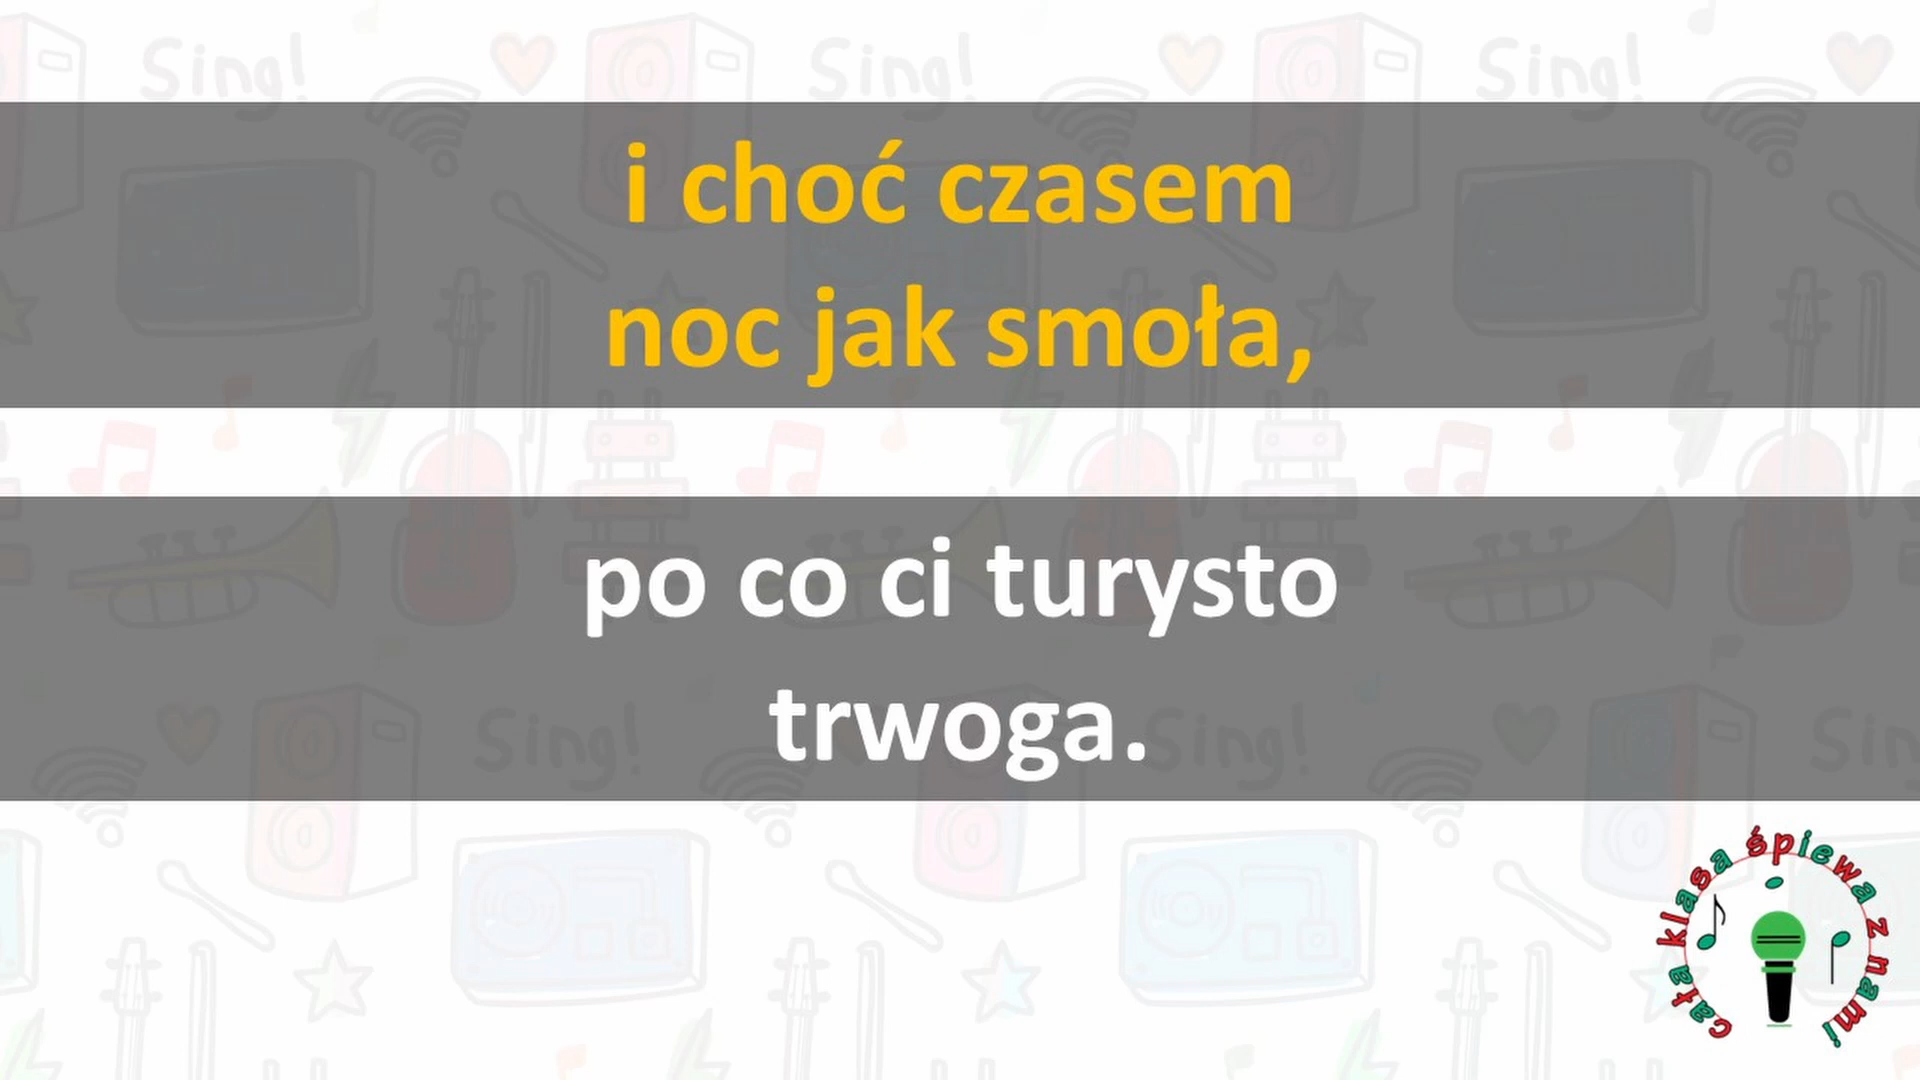 Sing! Sing! Sing!
i choć czasem
noc jak smoła,
po co ci turysto
trwoga.
Sing! Sing! Sing
cała klasa śpiewa z nami!